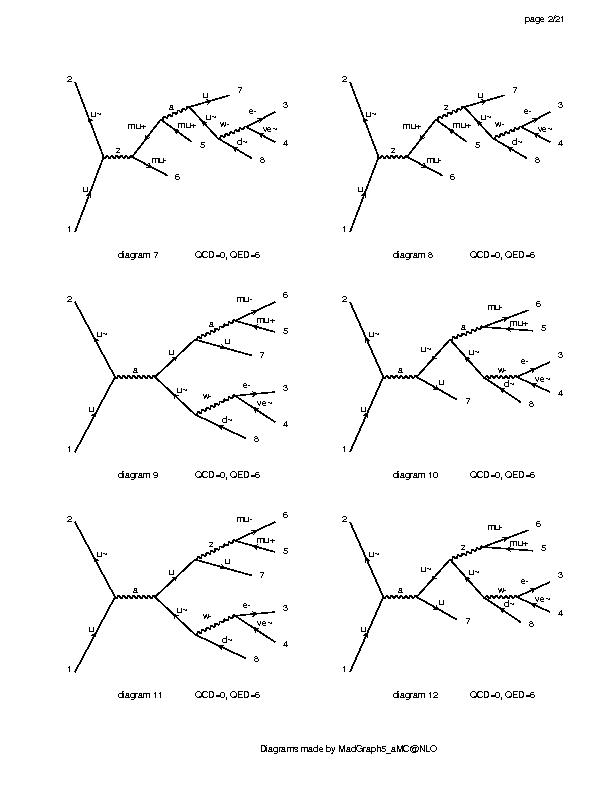 page 2/21
2 u~ u 1 z mu+ mu- 6 a mu+ 5 u 7 u~ w- d~ 8 e- 3 ve~ 4
diagram 7 QCD=0, QED=6
2 u~ u 1 z mu+ mu- 6 z mu+ 5 u 7 u~ w- d~ 8 e- 3 ve~ 4
diagram 8 QCD=0, QED=6
2 u~ u 1 a u a mu- 6 mu+ 5 u 7 u~ w- e- 3 ve~ 4 d~ 8
diagram 9 QCD=0, QED=6
2 u~ u 1 a u~ a mu- 6 mu+ 5 u 7 u~ w- e- 3 ve~ 4 d~ 8
diagram 10 QCD=0, QED=6
2 u~ u 1 a u z mu- 6 mu+ 5 u 7 u~ w- e- 3 ve~ 4 d~ 8
diagram 11 QCD=0, QED=6
2 u~ u 1 a u~ z mu- 6 mu+ 5 u 7 u~ w- e- 3 ve~ 4 d~ 8
diagram 12 QCD=0, QED=6
Diagrams made by MadGraph5_aMC@NLO